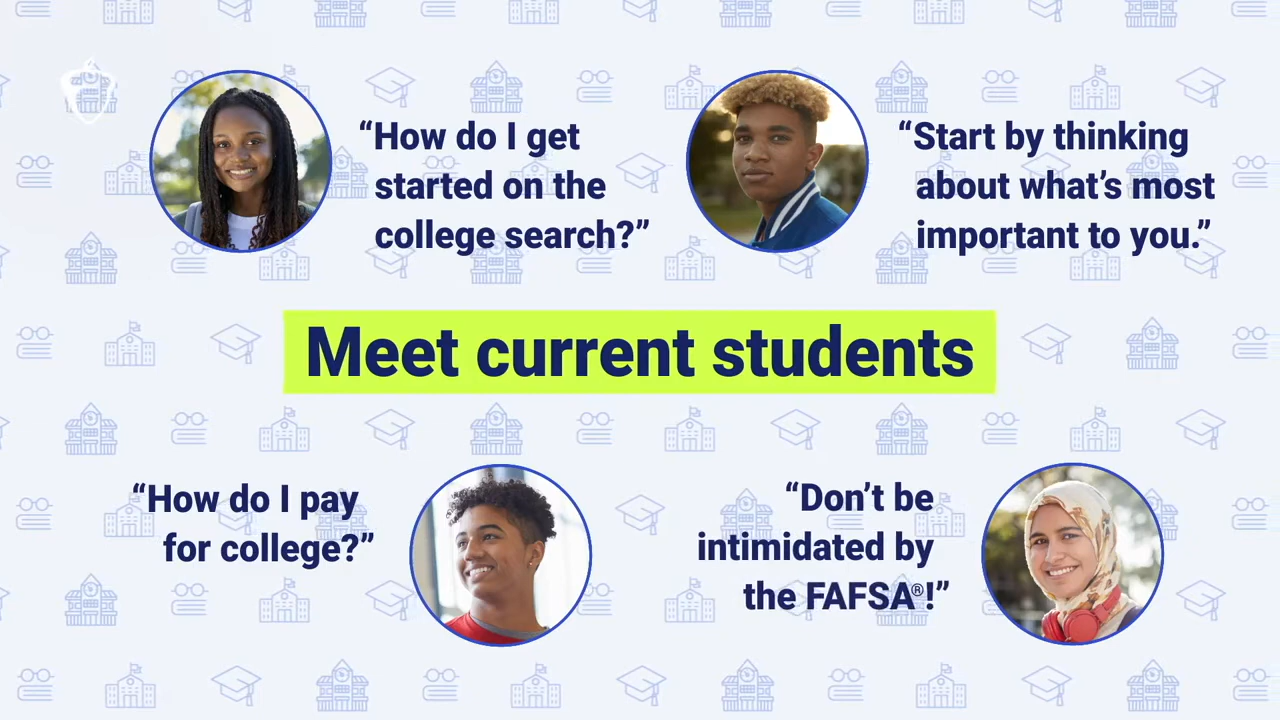 “How do I get
started on the
college search?”
“Start by thinking
about what’s most
important to you.”
Meet current students
“How do I pay
for college?”
“Don’t be
intimidated by
the FAFSA®!”